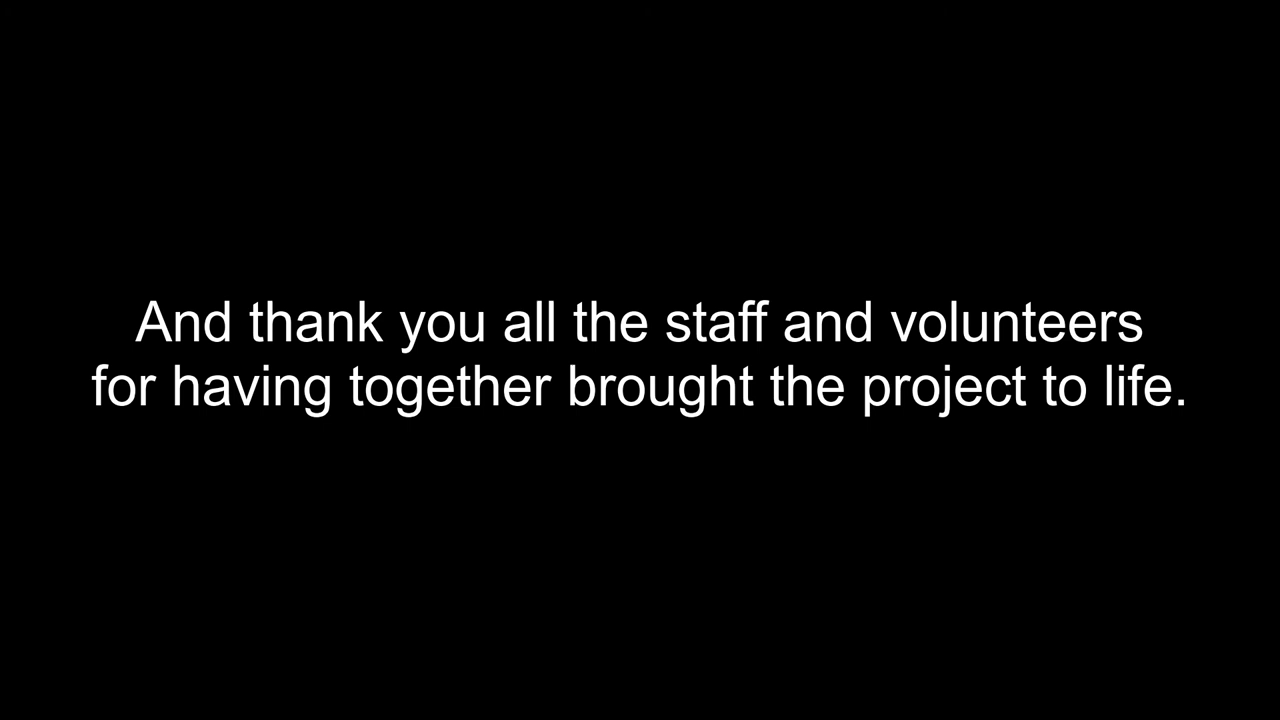 And thank you all the staff and volunteers
for having together brought the project to life.